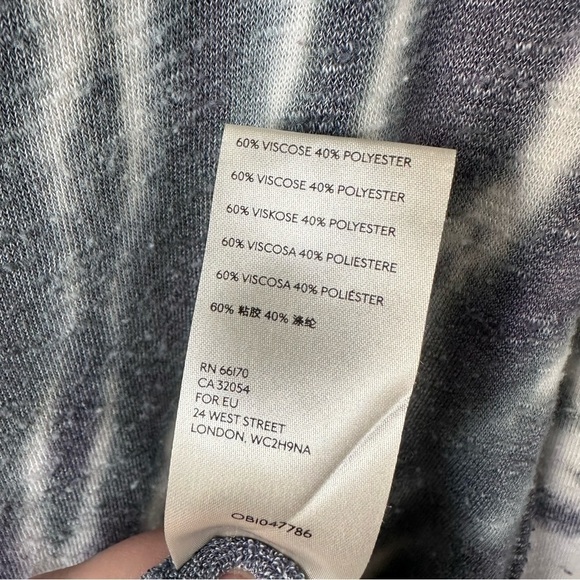 60% VISCOSE 40% POLYESTER
60% VISCOSE 40% POLYESTER
60% VISKOSE 40% POLYESTER
60% VISCOSA 40% POLIESTERE
60% VISCOSA 40% POLIÉSTER
60% 粘胶 40% 涤纶
RN 66170
CA 32054
FOR EU
24 WEST STREET
LONDON, WC2H9NA
OB1047786